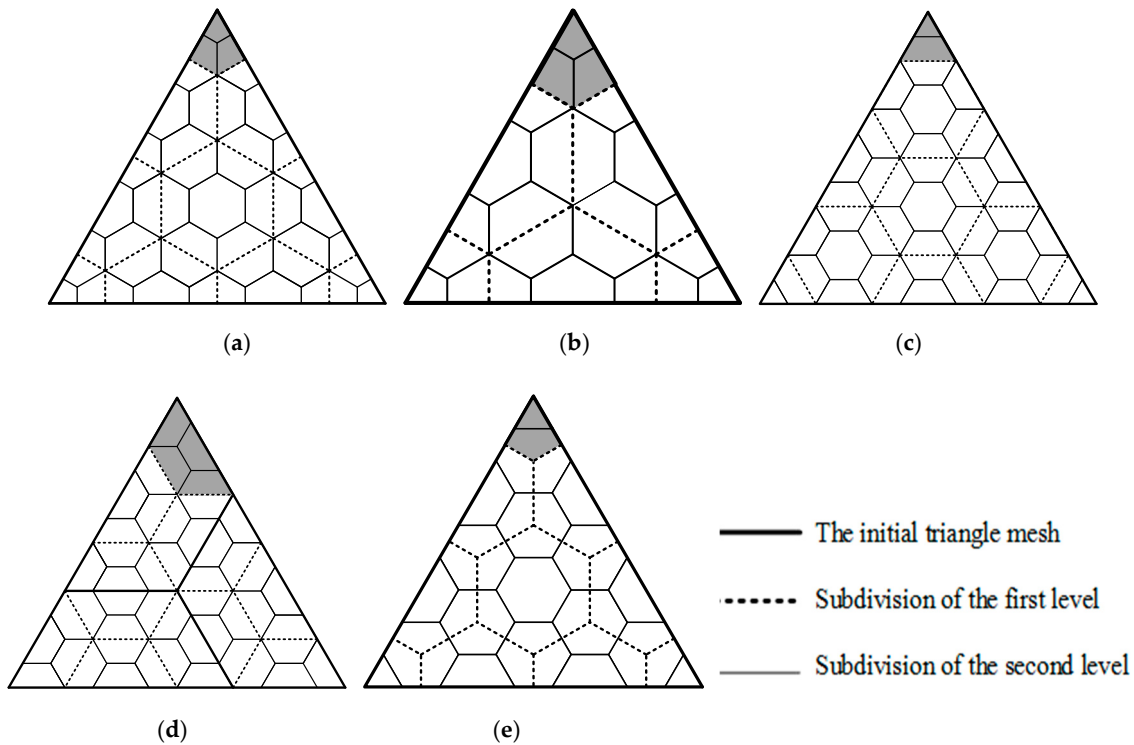 (a)
(b)
(c)
(d)
(e)
The initial triangle mesh
Subdivision of the first level
Subdivision of the second level